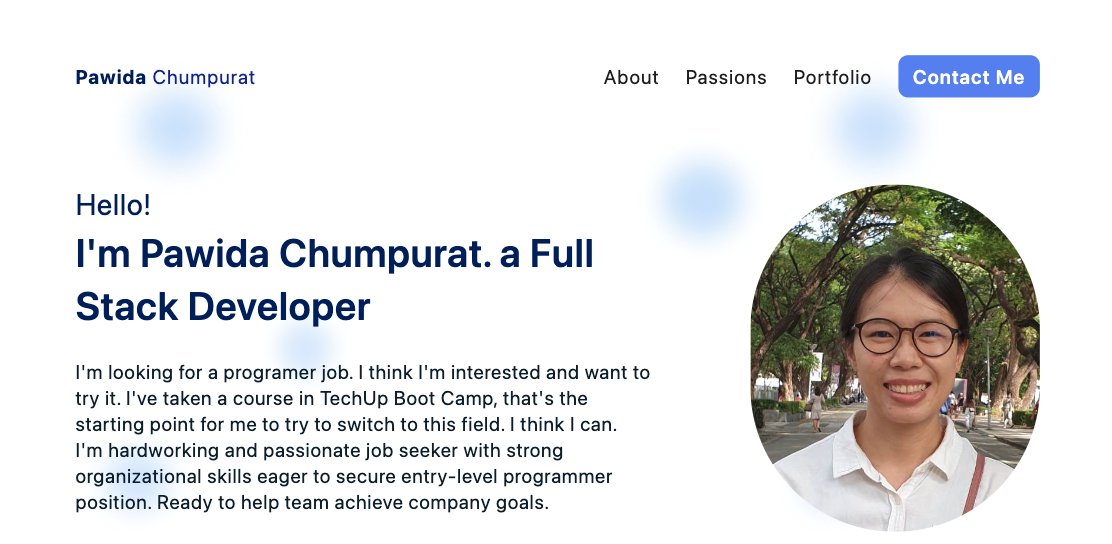 Pawida Chumpurat
About Passions Portfolio Contact Me
Hello!
I'm Pawida Chumpurat. a Full
Stack Developer
I'm looking for a programer job. I think I'm interested and want to
try it. I've taken a course in TechUp Boot Camp, that's the
starting point for me to try to switch to this field. I think I can.
I'm hardworking and passionate job seeker with strong
organizational skills eager to secure entry-level programmer
position. Ready to help team achieve company goals.